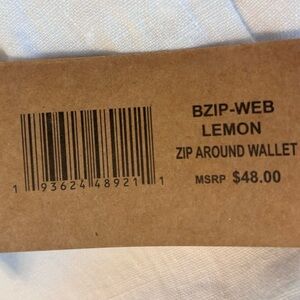 BZIP-WEB
LEMON
ZIP AROUND WALLET
MSRP $48.00
1 93624 48921 1